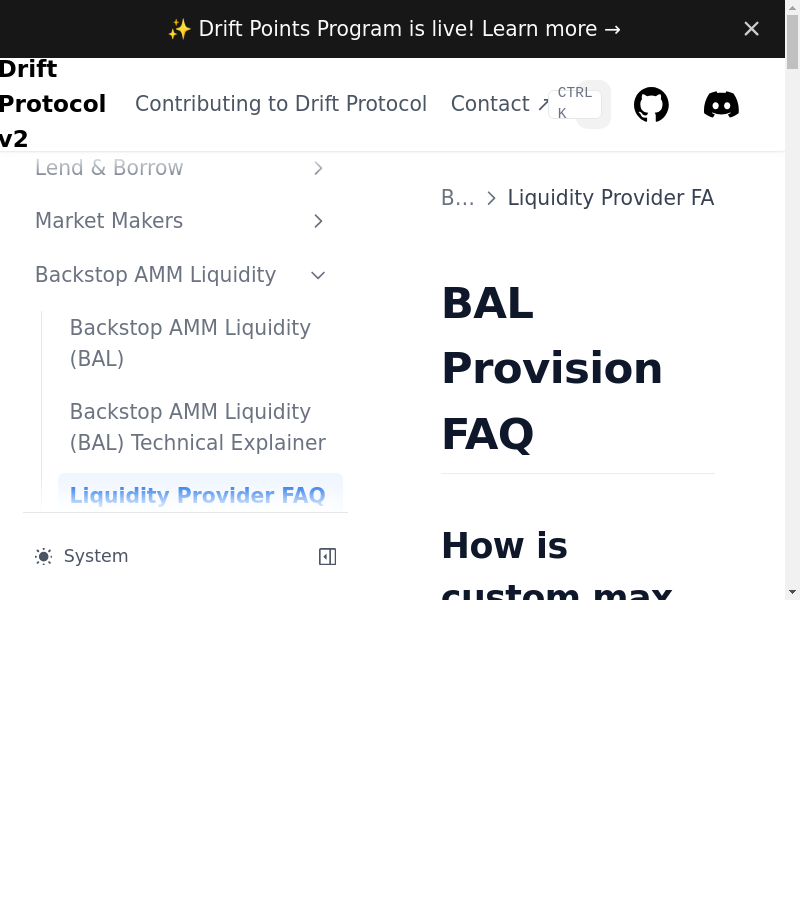 ✨ Drift Points Program is live! Learn more →
Drift
Protocol
v2
Contributing to Drift Protocol
Contact ↗
CTRL
K
Lend & Borrow
Market Makers
Backstop AMM Liquidity
Backstop AMM Liquidity
(BAL)
Backstop AMM Liquidity
(BAL) Technical Explainer
Liquidity Provider FAQ
System
B…
Liquidity Provider FA
BAL
Provision
FAQ
How is
custom max